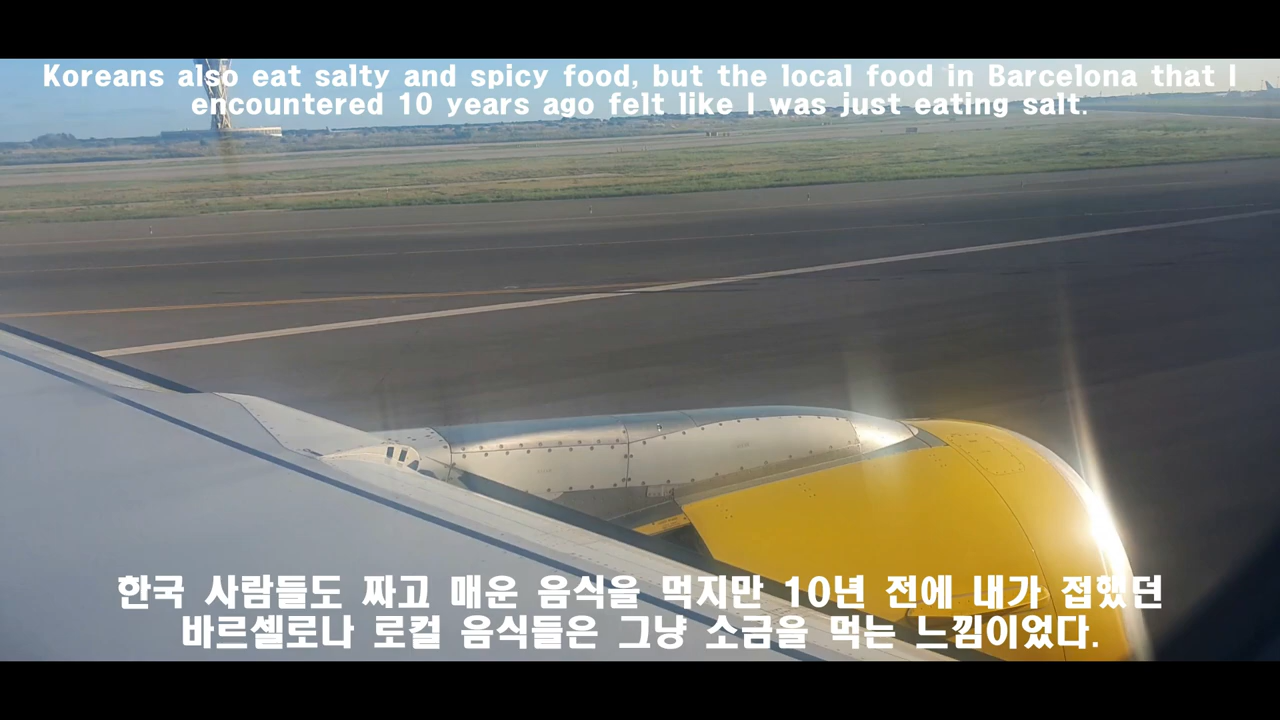 Koreans also eat salty and spicy food, but the local food in Barcelona that I
encountered 10 years ago felt like I was just eating salt.
한국 사람들도 짜고 매운 음식을 먹지만 10년 전에 내가 접했던
바르셀로나 로컬 음식들은 그냥 소금을 먹는 느낌이었다.